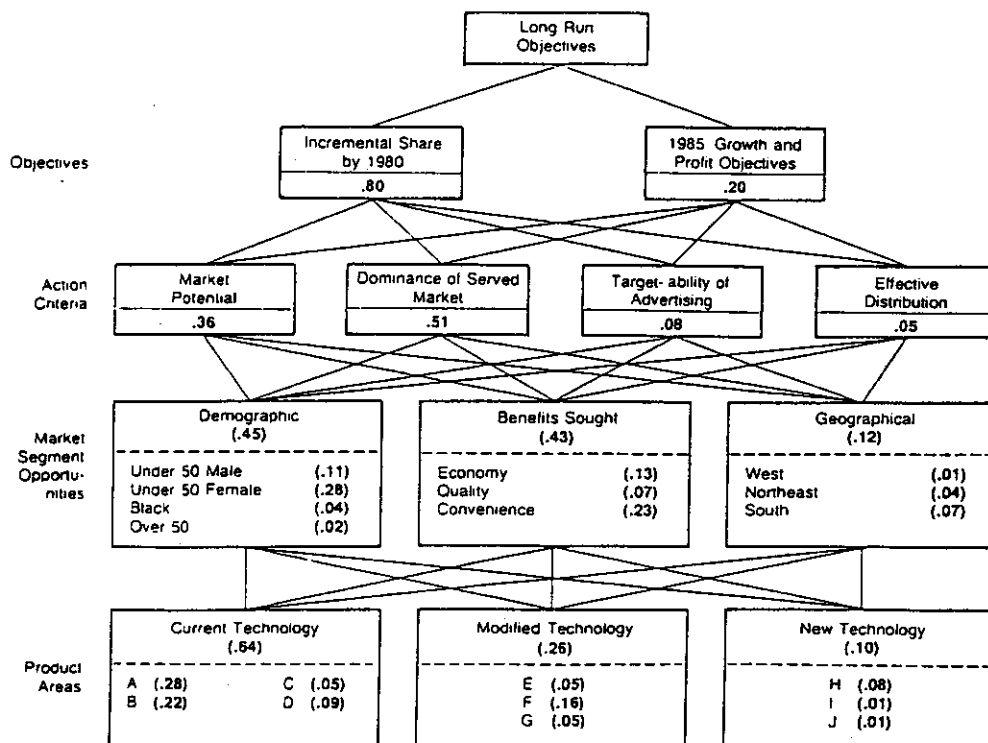 Long Run
Objectives
Objectives
Incremental Share
by 1980
.80
1985 Growth and
Profit Objectives
.20
Action
Criteria
Market
Potential
.36
Dominance of Served
Market
.51
Target- ability of
Advertising
.08
Effective
Distribution
.05
Market
Segment
Opportu-
nities
Demographic
(.45)
Under 50 Male (.11)
Under 50 Female (.28)
Black (.04)
Over 50 (.02)
Benefits Sought
(.43)
Economy (.13)
Quality (.07)
Convenience (.23)
Geographical
(.12)
West (.01)
Northeast (.04)
South (.07)
Product
Areas
Current Technology
(.64)
A (.28) C (.05)
B (.22) D (.09)
Modified Technology
(.26)
E (.05)
F (.16)
G (.05)
New Technology
(.10)
H (.08)
I (.01)
J (.01)